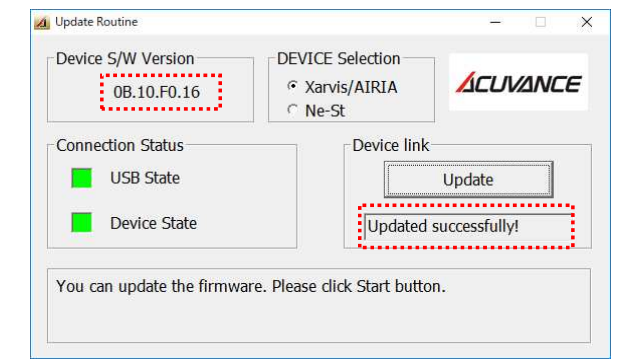 Update Routine
Device S/W Version
0B.10.F0.16
DEVICE Selection
Xarvis/AIRIA
Ne-St
ACUVANCE
Connection Status
USB State
Device State
Device link
Update
Updated successfully!
You can update the firmware. Please click Start button.